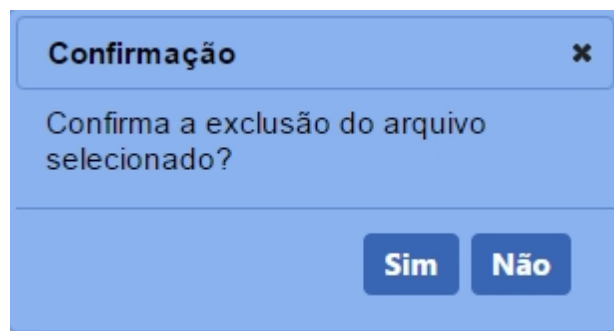 Confirmação
Confirma a exclusão do arquivo
selecionado?
Sim Não